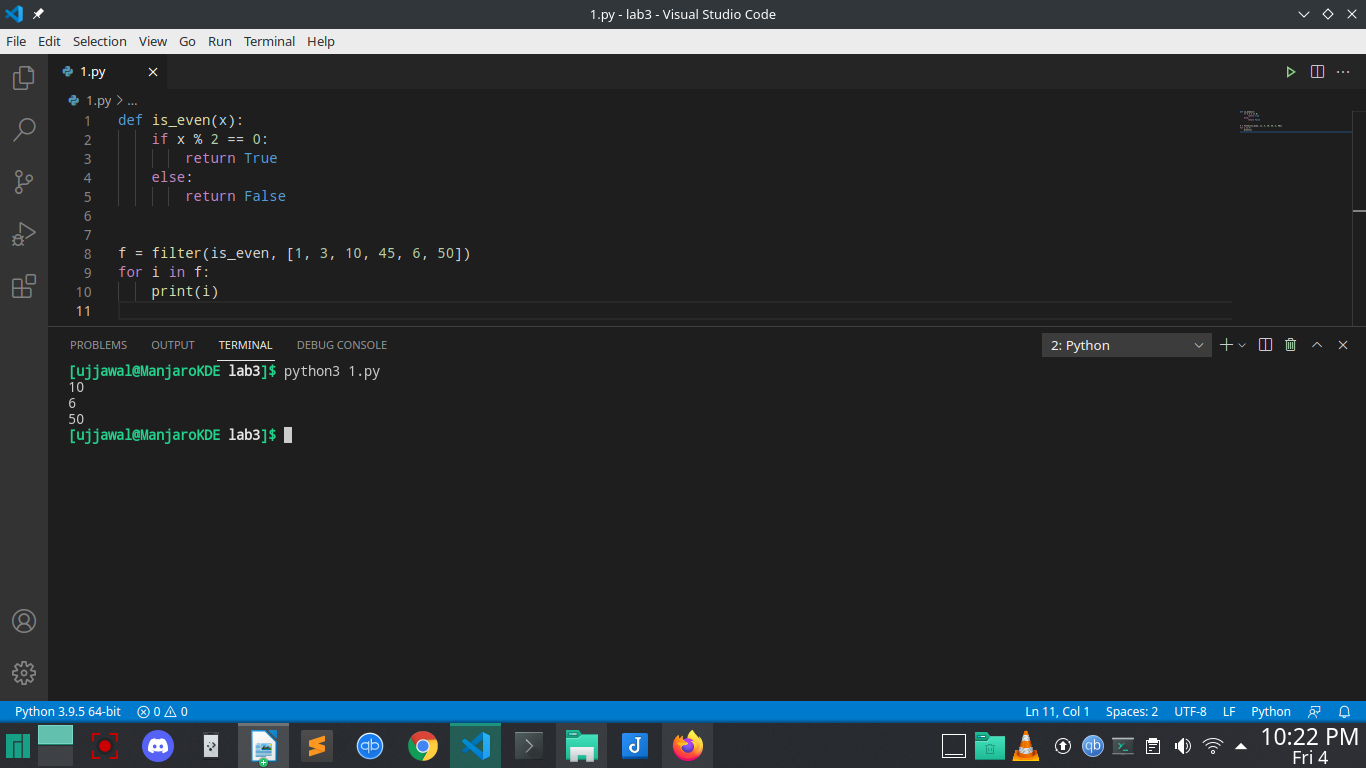 1.py - lab3 - Visual Studio Code
File Edit Selection View Go Run Terminal Help
1.py
1.py > ...
1 def is_even(x):
2     if x % 2 == 0:
3         return True
4     else:
5         return False
6
7
8 f = filter(is_even, [1, 3, 10, 45, 6, 50])
9 for i in f:
10     print(i)
11
PROBLEMS OUTPUT TERMINAL DEBUG CONSOLE 2: Python
[ujjawal@ManjaroKDE lab3]$ python3 1.py
10
6
50
[ujjawal@ManjaroKDE lab3]$
Python 3.9.5 64-bit 0 0 Ln 11, Col 1 Spaces: 2 UTF-8 LF Python
qb qb 10:22 PM
Fri 4